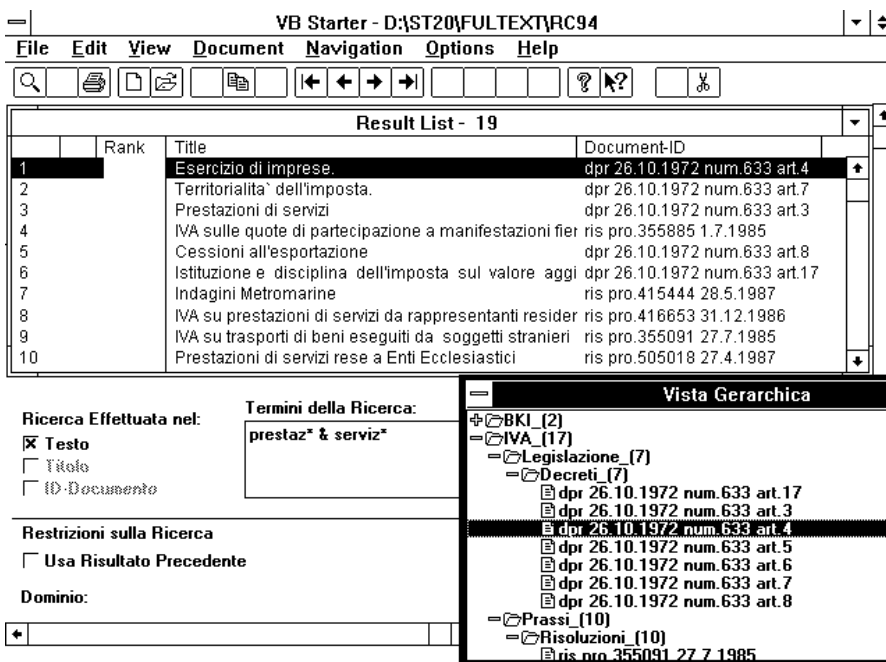 VB Starter - D:\ST20\FULTEXT\RC94
File Edit View Document Navigation Options Help
Result List - 19
Rank Title Document-ID
1 Esercizio di imprese. dpr 26.10.1972 num.633 art.4
2 Territorialita` dell'imposta. dpr 26.10.1972 num.633 art.7
3 Prestazioni di servizi dpr 26.10.1972 num.633 art.3
4 IVA sulle quote di partecipazione a manifestazioni fier ris pro.355885 1.7.1985
5 Cessioni all'esportazione dpr 26.10.1972 num.633 art.8
6 Istituzione e disciplina dell'imposta sul valore aggi dpr 26.10.1972 num.633 art.17
7 Indagini Metromarine ris pro.415444 28.5.1987
8 IVA su prestazioni di servizi da rappresentanti resider ris pro.416653 31.12.1986
9 IVA su trasporti di beni eseguiti da soggetti stranieri ris pro.355091 27.7.1985
10 Prestazioni di servizi rese a Enti Ecclesiastici ris pro.505018 27.4.1987
Ricerca Effettuata nel:
Testo
Titolo
ID-Documento
Termini della Ricerca:
prestaz* & serviz*
Restrizioni sulla Ricerca
Usa Risultato Precedente
Dominio:
Vista Gerarchica
BKI_(2)
IVA_(17)
Legislazione_(7)
Decreti_(7)
dpr 26.10.1972 num.633 art.17
dpr 26.10.1972 num.633 art.3
dpr 26.10.1972 num.633 art.4
dpr 26.10.1972 num.633 art.5
dpr 26.10.1972 num.633 art.6
dpr 26.10.1972 num.633 art.7
dpr 26.10.1972 num.633 art.8
Prassi_(10)
Risoluzioni_(10)
ris pro.355091 27.7.1985